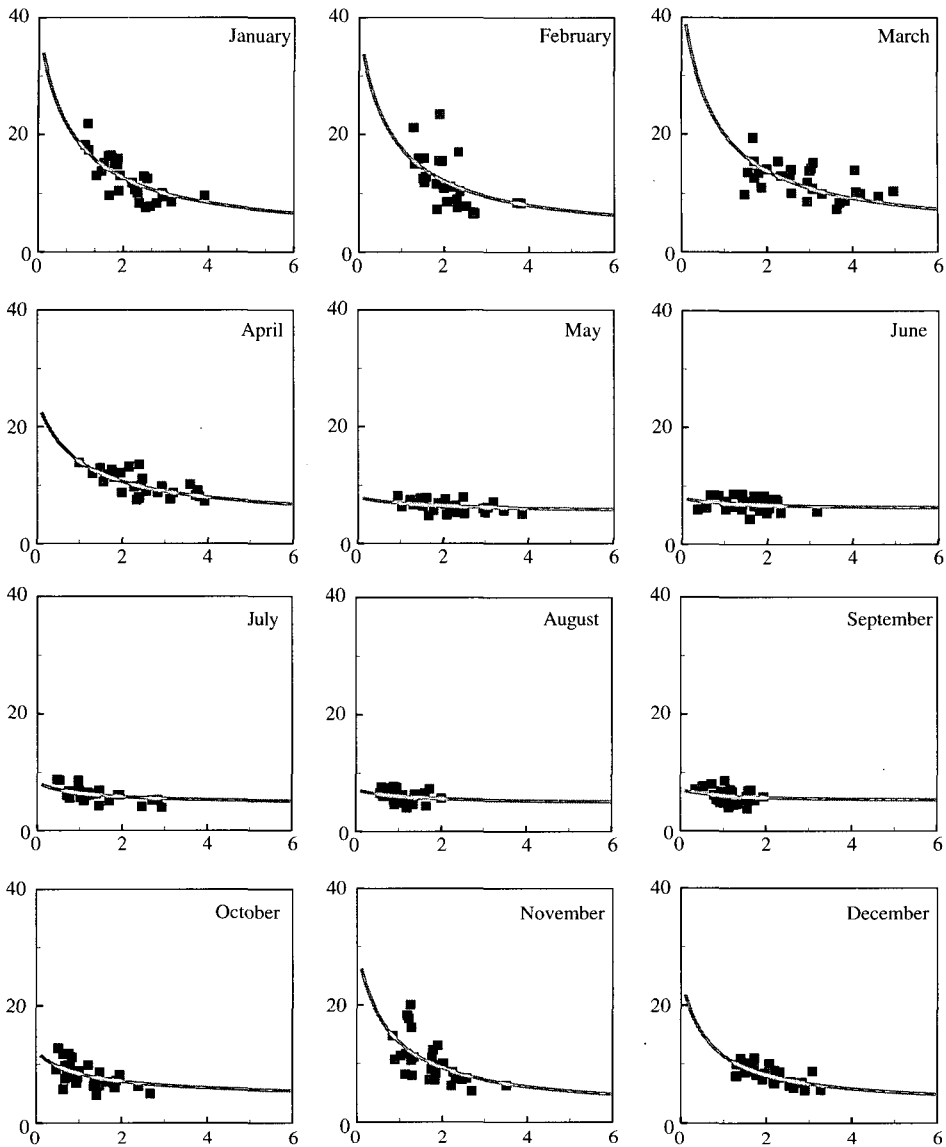 40 40 40
January February March
20 20 20
0 0 0
0 2 4 6 0 2 4 6 0 2 4 6
40 40 40
April May June
20 20 20
0 0 0
0 2 4 6 0 2 4 6 0 2 4 6
40 40 40
July August September
20 20 20
0 0 0
0 2 4 6 0 2 4 6 0 2 4 6
40 40 40
October November December
20 20 20
0 0 0
0 2 4 6 0 2 4 6 0 2 4 6